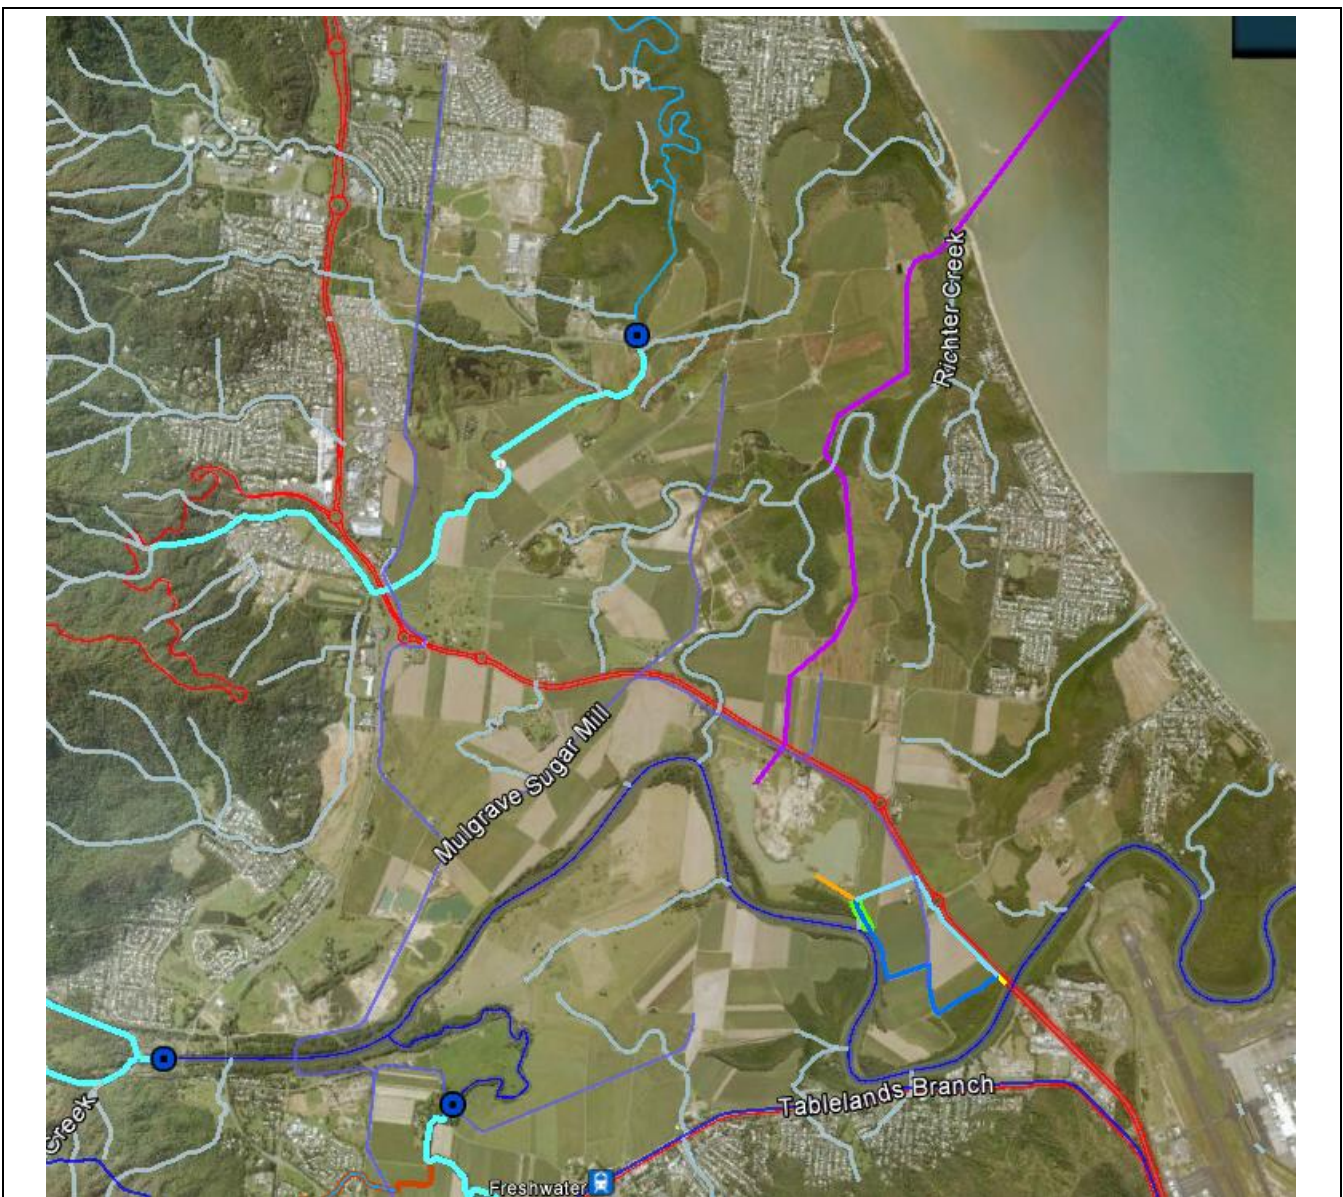 Richter Creek
Mulgrave Sugar Mill
Tablelands Branch
Creek
Freshwater